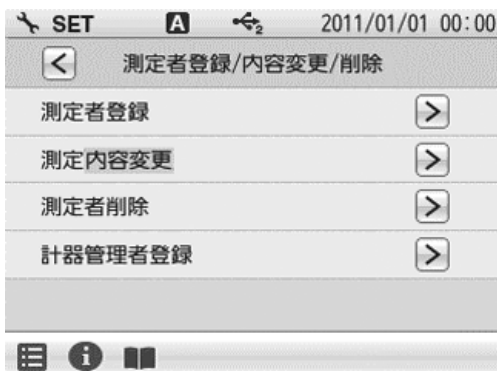 SET A 2 2011/01/01 00:00
測定者登録/内容変更/削除
測定者登録
測定内容変更
測定者削除
計器管理者登録